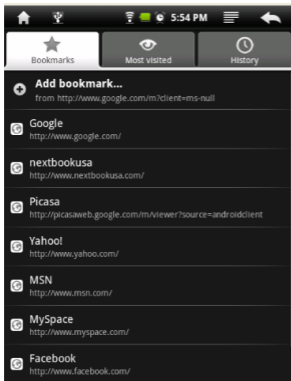 5:54 PM
Bookmarks
Most visited
History
Add bookmark...
from http://www.google.com/m?client=ms-null
Google
http://www.google.com/
nextbookusa
http://www.nextbookusa.com/
Picasa
http://picasaweb.google.com/m/viewer?source=androidclient
Yahoo!
http://www.yahoo.com/
MSN
http://www.msn.com/
MySpace
http://www.myspace.com/
Facebook
http://www.facebook.com/